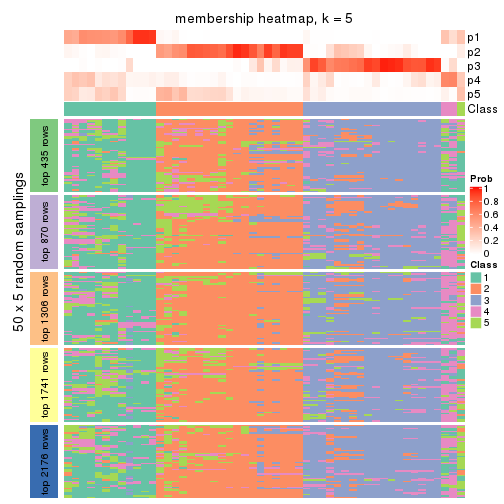 membership heatmap, k = 5
p1
p2
p3
p4
p5
Class
50 x 5 random samplings
top 435 rows
top 870 rows
top 1306 rows
top 1741 rows
top 2176 rows
Prob
1
0.8
0.6
0.4
0.2
0
Class
1
2
3
4
5